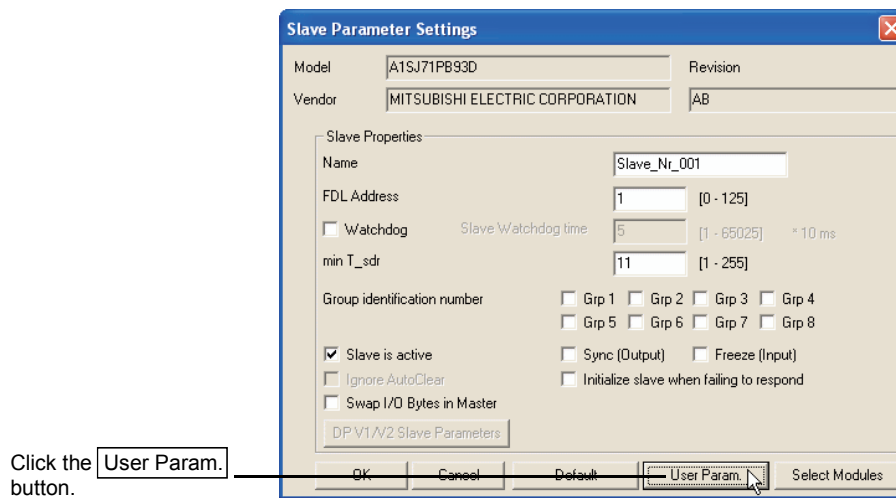 Slave Parameter Settings
Model A1SJ71PB93D Revision
Vendor MITSUBISHI ELECTRIC CORPORATION AB
Slave Properties
Name Slave_Nr_001
FDL Address 1 [0 - 125]
Watchdog Slave Watchdog time 5 [1 - 65025] * 10 ms
min T_sdr 11 [1 - 255]
Group identification number Grp 1 Grp 2 Grp 3 Grp 4
Grp 5 Grp 6 Grp 7 Grp 8
Slave is active Sync (Output) Freeze (Input)
Ignore AutoClear Initialize slave when failing to respond
Swap I/O Bytes in Master
DP V1/V2 Slave Parameters
Click the User Param.
button.
OK Cancel Default User Param. Select Modules